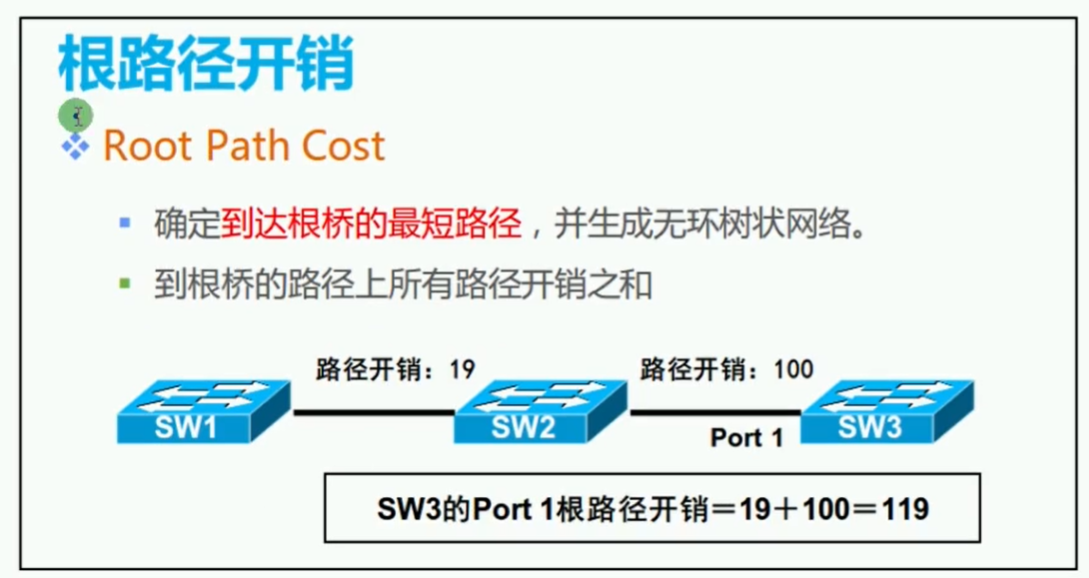 根路径开销
Root Path Cost
确定到达根桥的最短路径，并生成无环树状网络。
到根桥的路径上所有路径开销之和
路径开销：19
路径开销：100
SW1
SW2
SW3
Port 1
SW3的Port 1根路径开销＝19＋100＝119